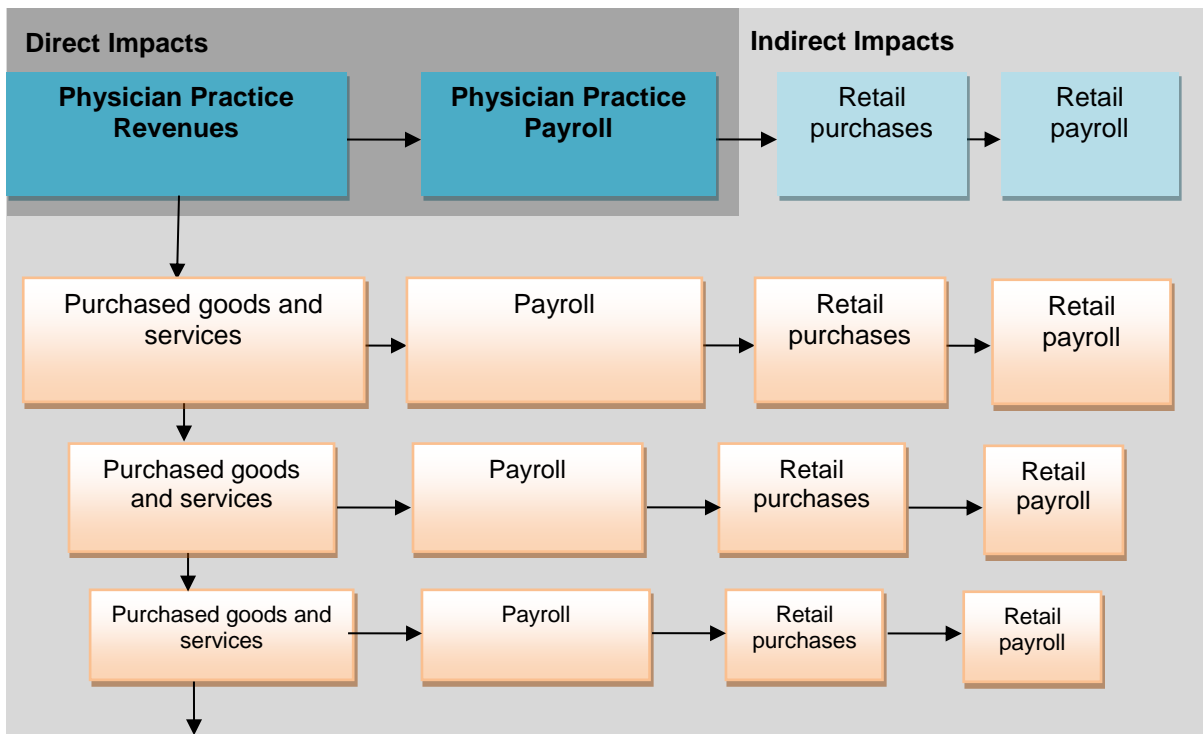 Direct Impacts
Indirect Impacts
Physician Practice
Revenues
Physician Practice
Payroll
Retail
purchases
Retail
payroll
Purchased goods and
services
Payroll
Retail
purchases
Retail
payroll
Purchased goods
and services
Payroll
Retail
purchases
Retail
payroll
Purchased goods and
services
Payroll
Retail
purchases
Retail
payroll